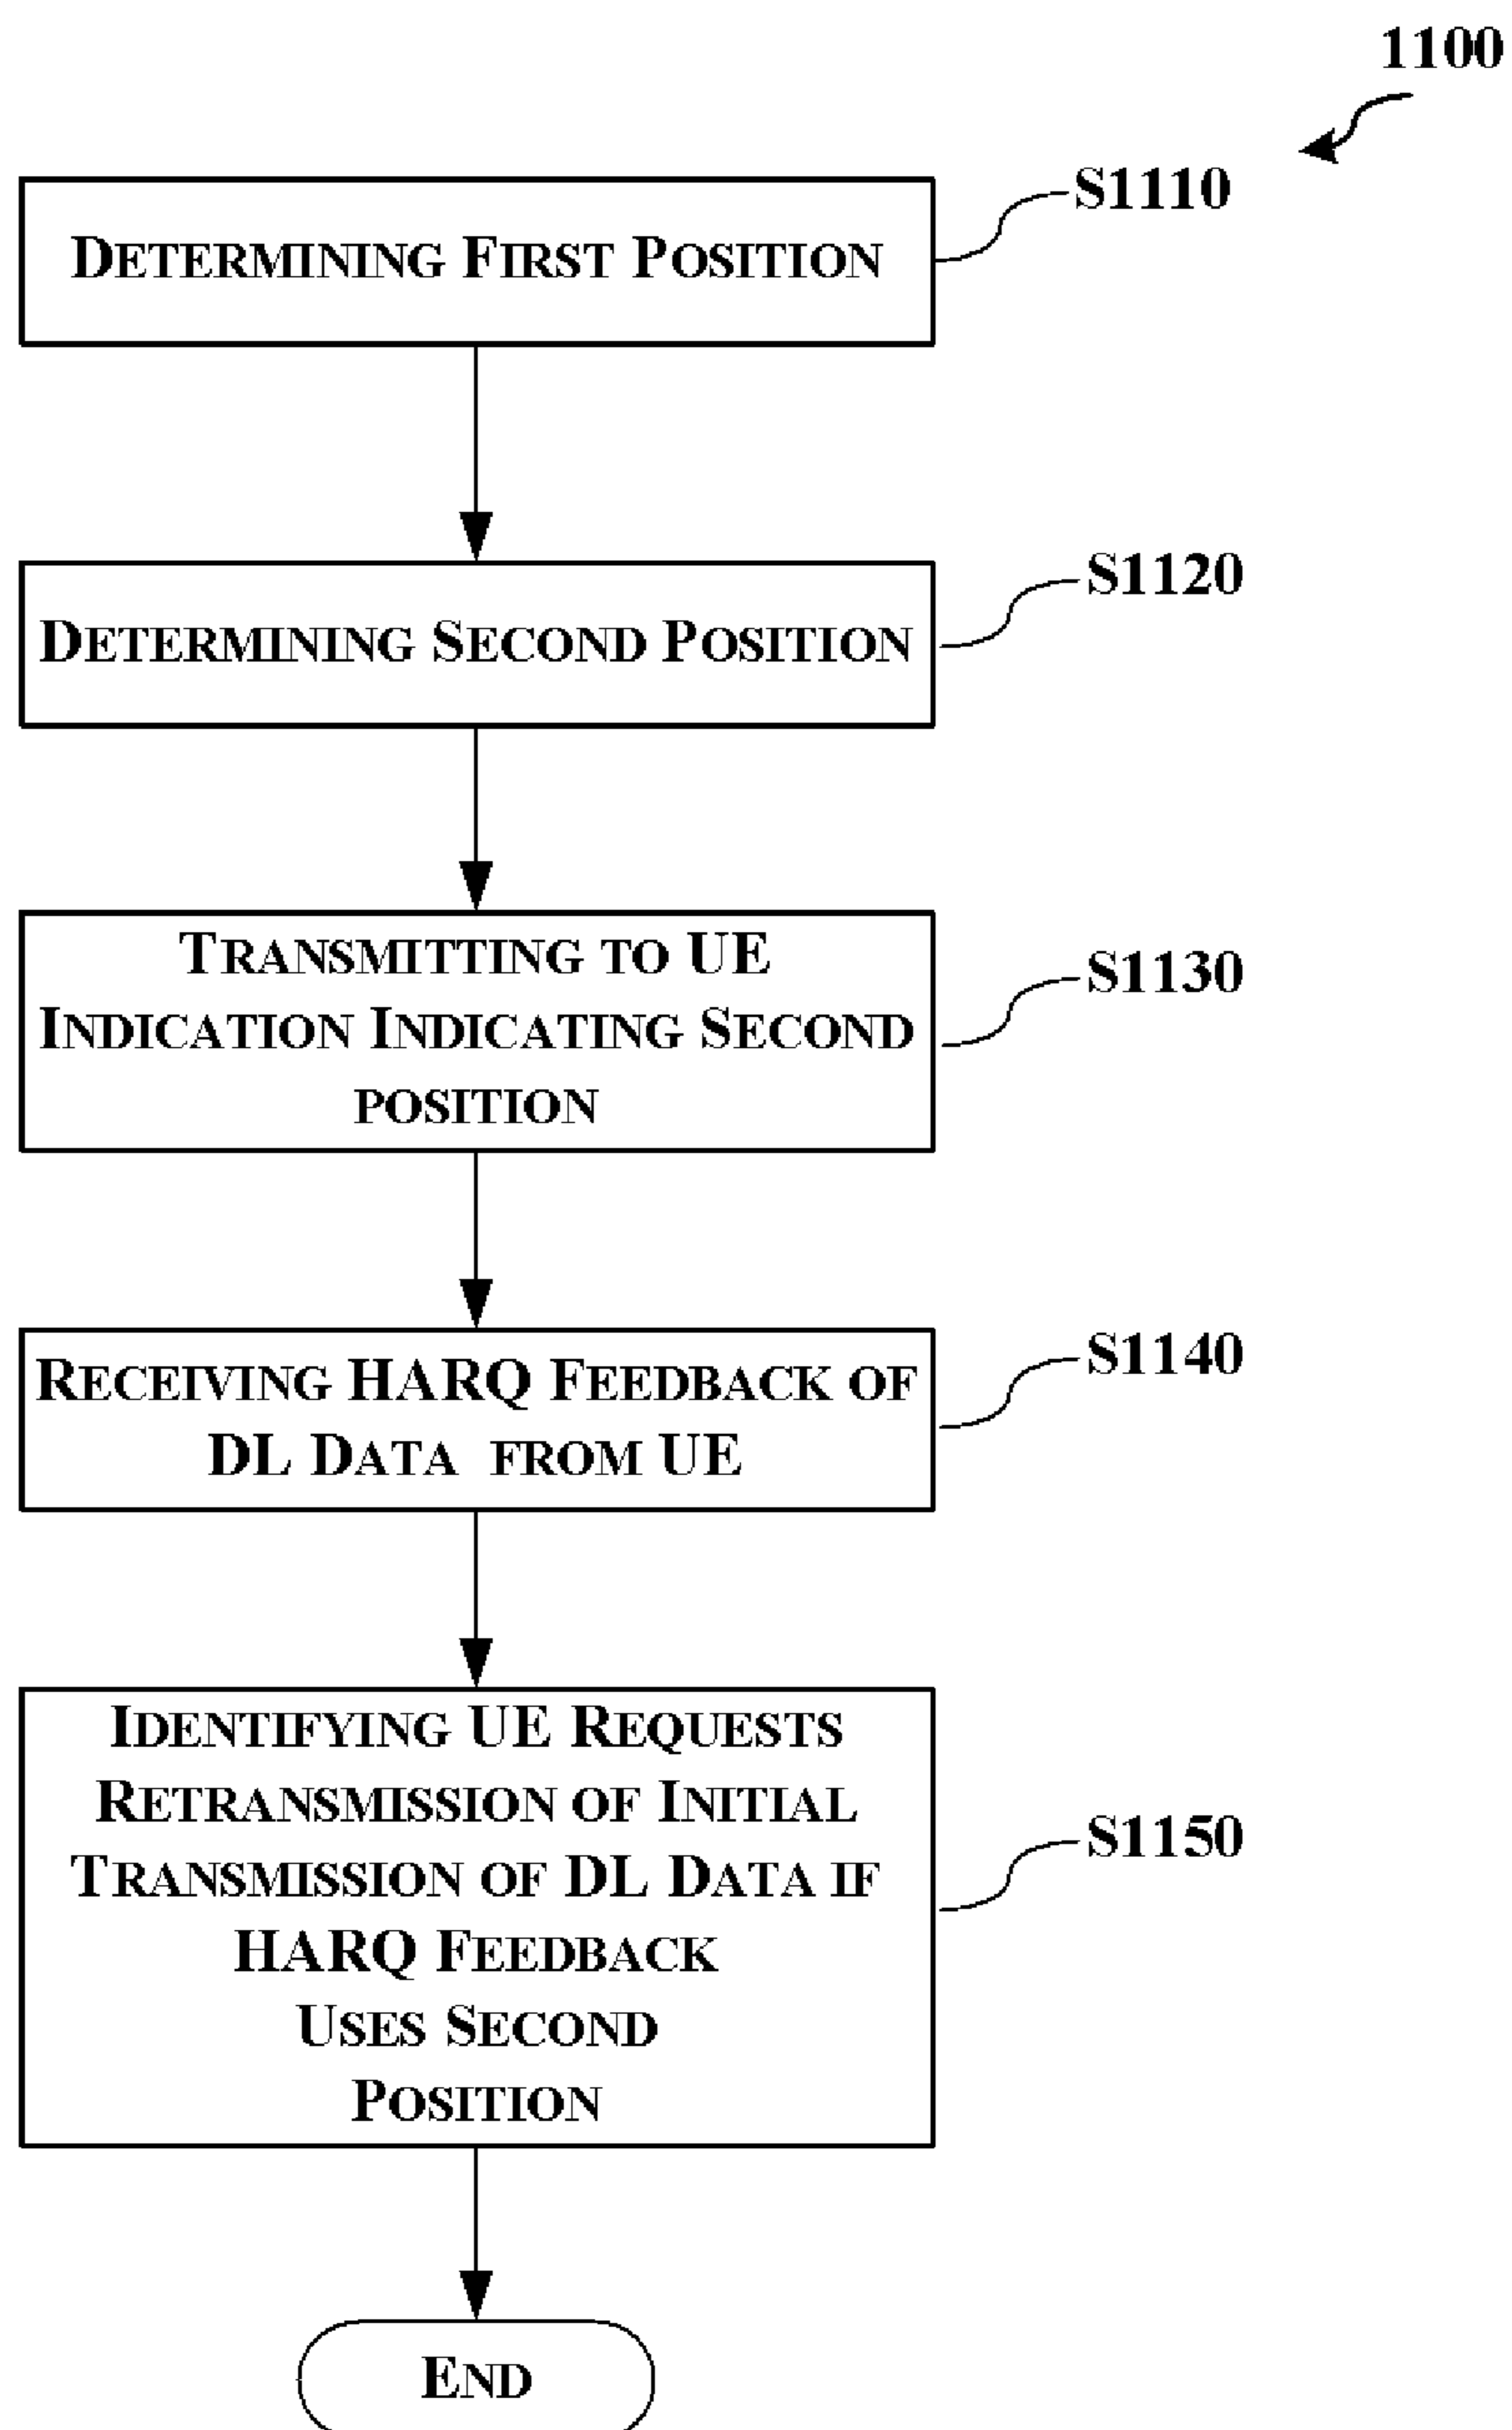 1100
DETERMINING FIRST POSITION
S1110
DETERMINING SECOND POSITION
S1120
TRANSMITTING TO UE
INDICATION INDICATING SECOND
POSITION
S1130
RECEIVING HARQ FEEDBACK OF
DL DATA FROM UE
S1140
IDENTIFYING UE REQUESTS
RETRANSMISSION OF INITIAL
TRANSMISSION OF DL DATA IF
HARQ FEEDBACK
USES SECOND
POSITION
S1150
END